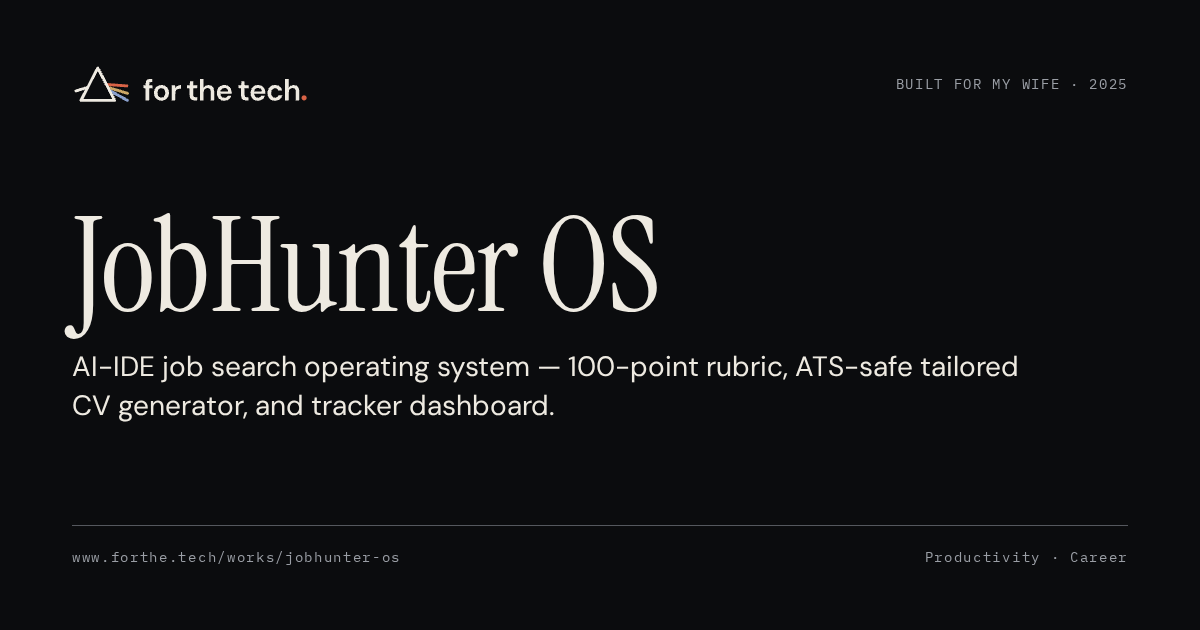 for the tech.
BUILT FOR MY WIFE · 2025
JobHunter OS
AI-IDE job search operating system — 100-point rubric, ATS-safe tailored
CV generator, and tracker dashboard.
www.forthe.tech/works/jobhunter-os
Productivity · Career